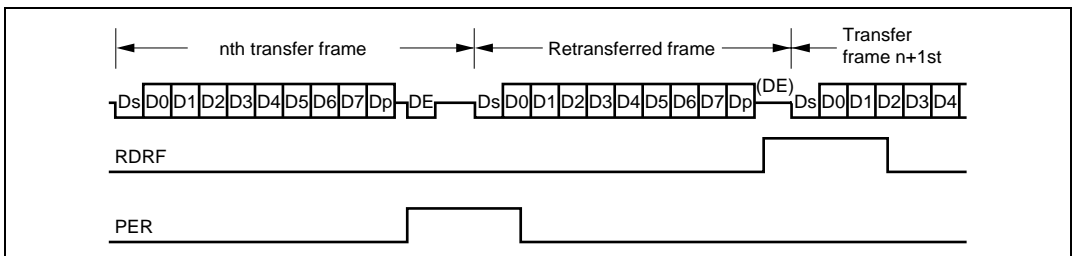 nth transfer frame
Retransferred frame
Transfer
frame n+1st
Ds D0 D1 D2 D3 D4 D5 D6 D7 Dp DE Ds D0 D1 D2 D3 D4 D5 D6 D7 Dp (DE) Ds D0 D1 D2 D3 D4
RDRF
PER